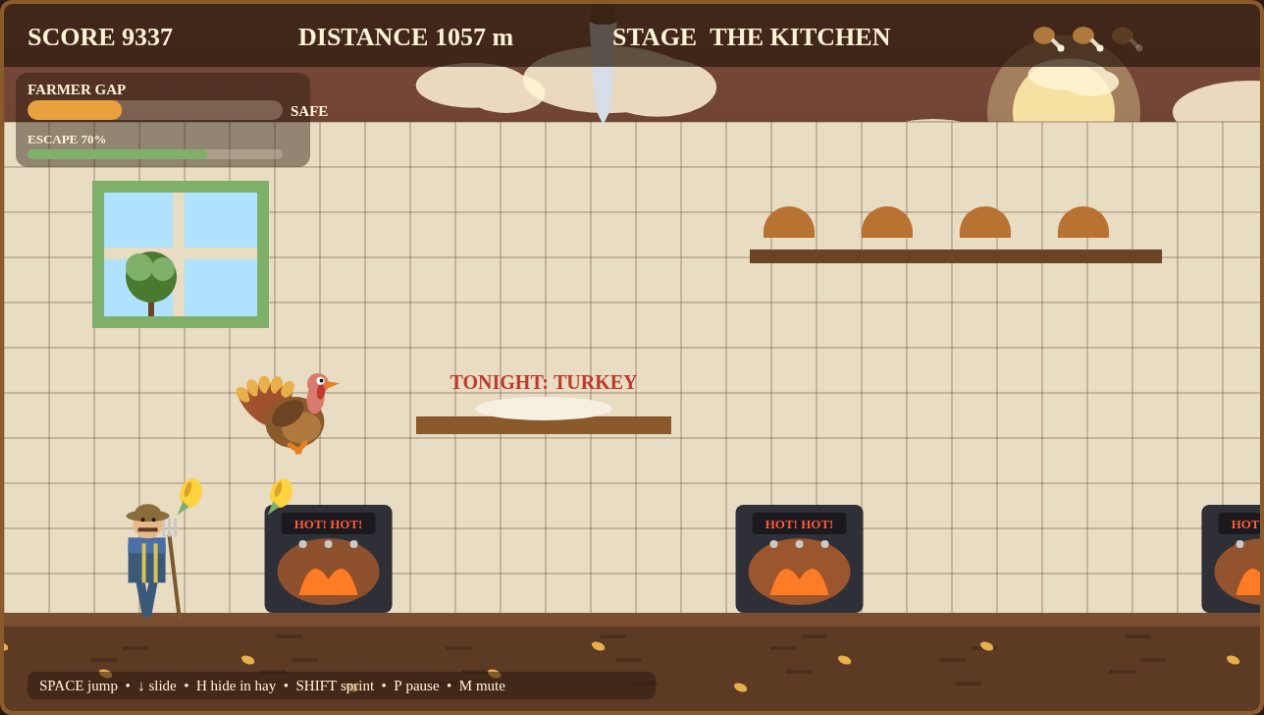 SCORE 9337 DISTANCE 1057 m STAGE THE KITCHEN
FARMER GAP
SAFE
ESCAPE 70%
TONIGHT: TURKEY
HOT! HOT!
HOT! HOT!
HOT
SPACE jump • ↓ slide • H hide in hay • SHIFT sprint • P pause • M mute